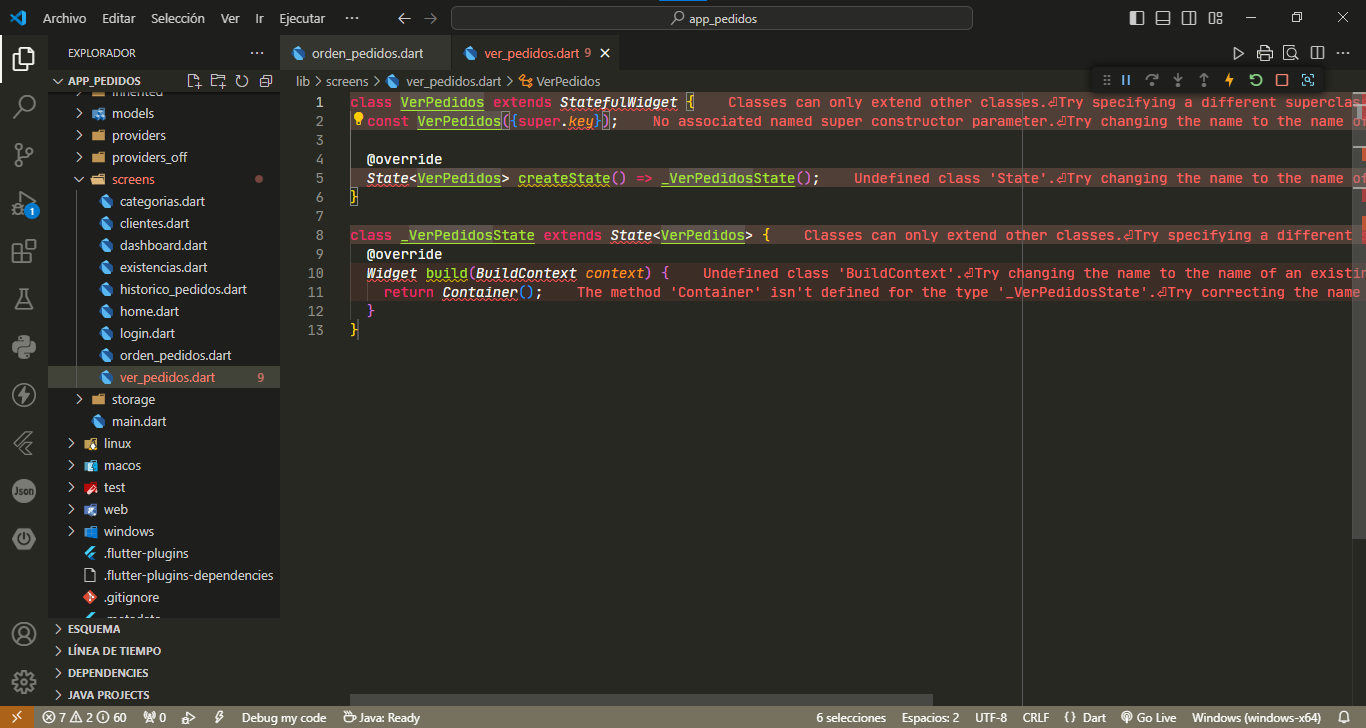 Archivo Editar Selección Ver Ir Ejecutar ··· app_pedidos
EXPLORADOR ···
APP_PEDIDOS
inherited
models
providers
providers_off
screens
categorias.dart
clientes.dart
dashboard.dart
existencias.dart
historico_pedidos.dart
home.dart
login.dart
orden_pedidos.dart
ver_pedidos.dart 9
storage
main.dart
linux
macos
test
web
windows
.flutter-plugins
.flutter-plugins-dependencies
.gitignore
.metadata
ESQUEMA
LÍNEA DE TIEMPO
DEPENDENCIES
JAVA PROJECTS
1
Json
orden_pedidos.dart ver_pedidos.dart 9
lib > screens > ver_pedidos.dart > VerPedidos
1 class VerPedidos extends StatefulWidget { Classes can only extend other classes.⏎Try specifying a different superclas
2 const VerPedidos({super.key}); No associated named super constructor parameter.⏎Try changing the name to the name of
3
4 @override
5 State<VerPedidos> createState() => _VerPedidosState(); Undefined class 'State'.⏎Try changing the name to the name of
6 }
7
8 class _VerPedidosState extends State<VerPedidos> { Classes can only extend other classes.⏎Try specifying a different
9 @override
10 Widget build(BuildContext context) { Undefined class 'BuildContext'.⏎Try changing the name to the name of an existin
11 return Container(); The method 'Container' isn't defined for the type '_VerPedidosState'.⏎Try correcting the name
12 }
13 }
7 2 60 0 Debug my code Java: Ready 6 selecciones Espacios: 2 UTF-8 CRLF {} Dart Go Live Windows (windows-x64)